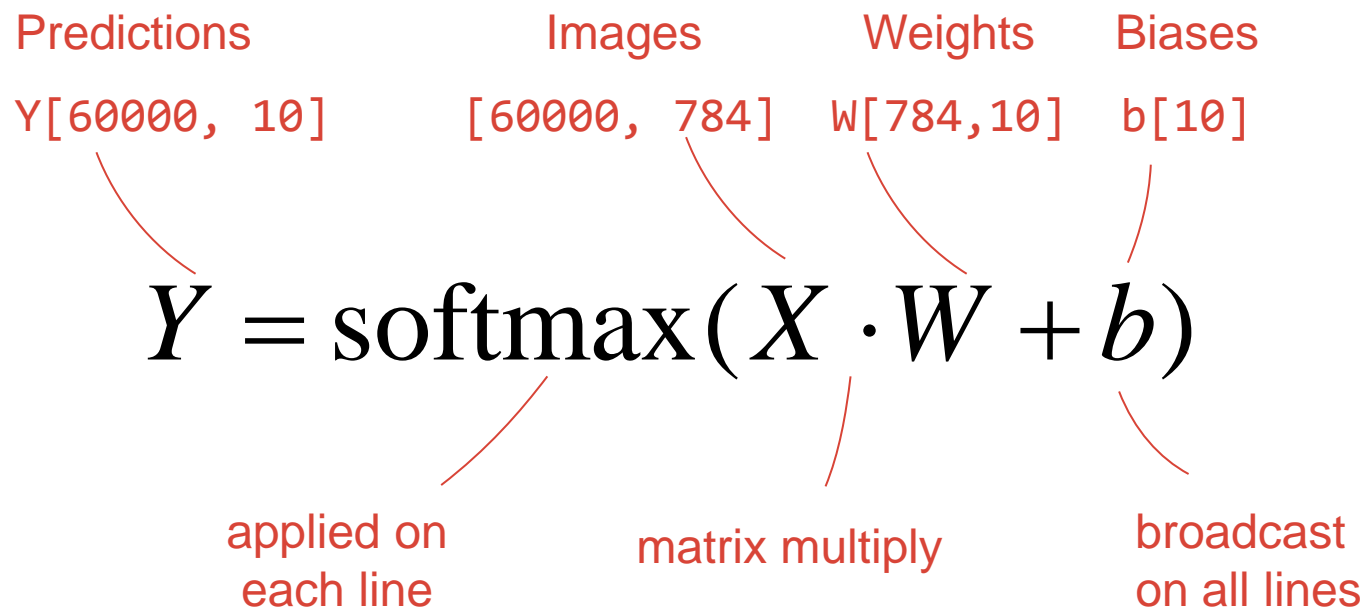 Predictions Images Weights Biases
Y[60000, 10] [60000, 784] W[784,10] b[10]
Y = softmax(X · W + b)
applied on
each line
matrix multiply
broadcast
on all lines